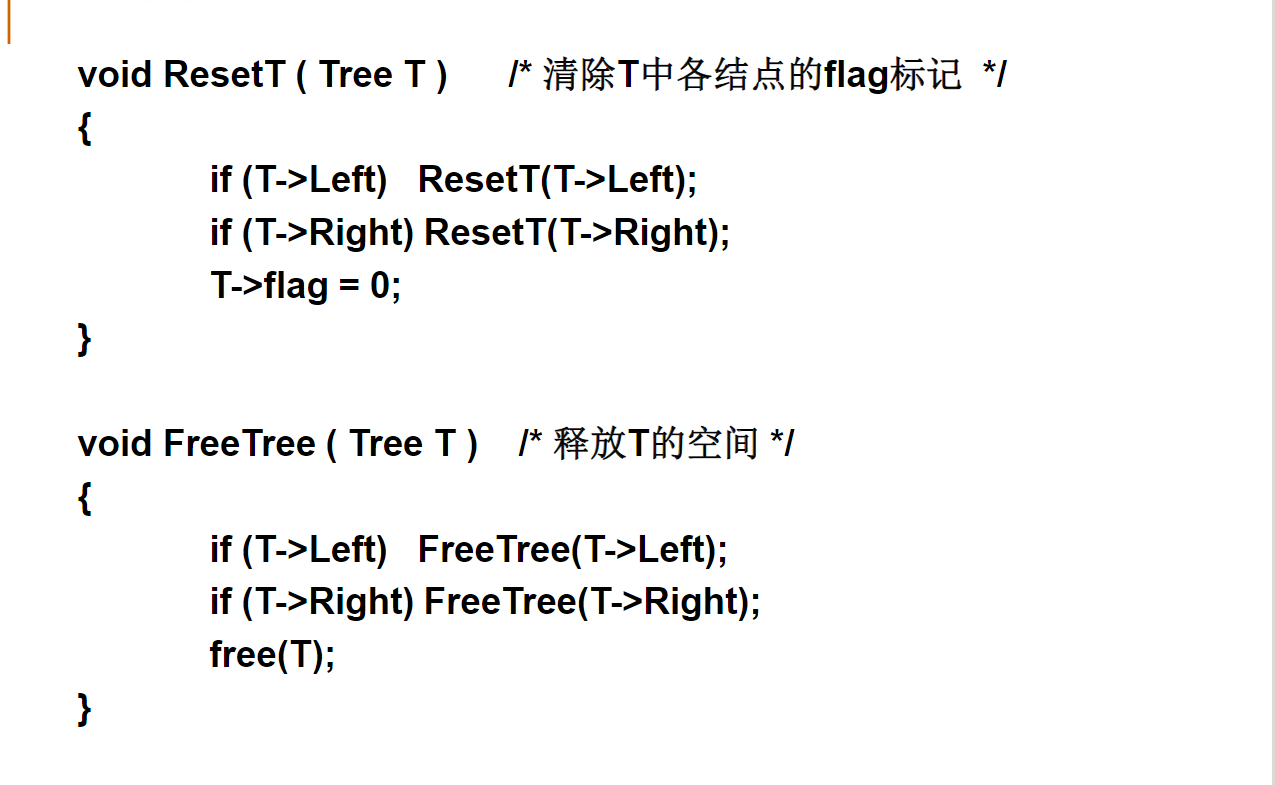 void ResetT ( Tree T ) /* 清除T中各结点的flag标记 */
{
if (T->Left) ResetT(T->Left);
if (T->Right) ResetT(T->Right);
T->flag = 0;
}
void FreeTree ( Tree T ) /* 释放T的空间 */
{
if (T->Left) FreeTree(T->Left);
if (T->Right) FreeTree(T->Right);
free(T);
}